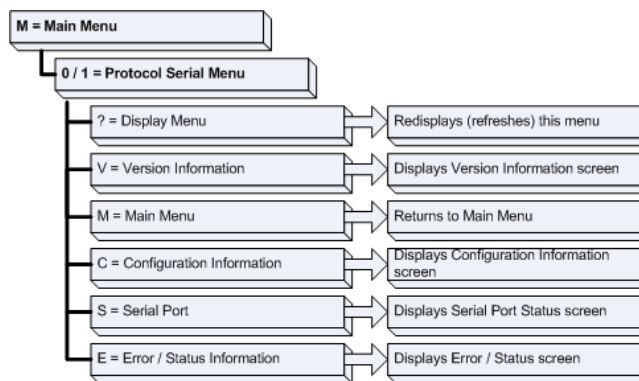 M = Main Menu
0 / 1 = Protocol Serial Menu
? = Display Menu
Redisplays (refreshes) this menu
V = Version Information
Displays Version Information screen
M = Main Menu
Returns to Main Menu
C = Configuration Information
Displays Configuration Information
screen
S = Serial Port
Displays Serial Port Status screen
E = Error / Status Information
Displays Error / Status screen